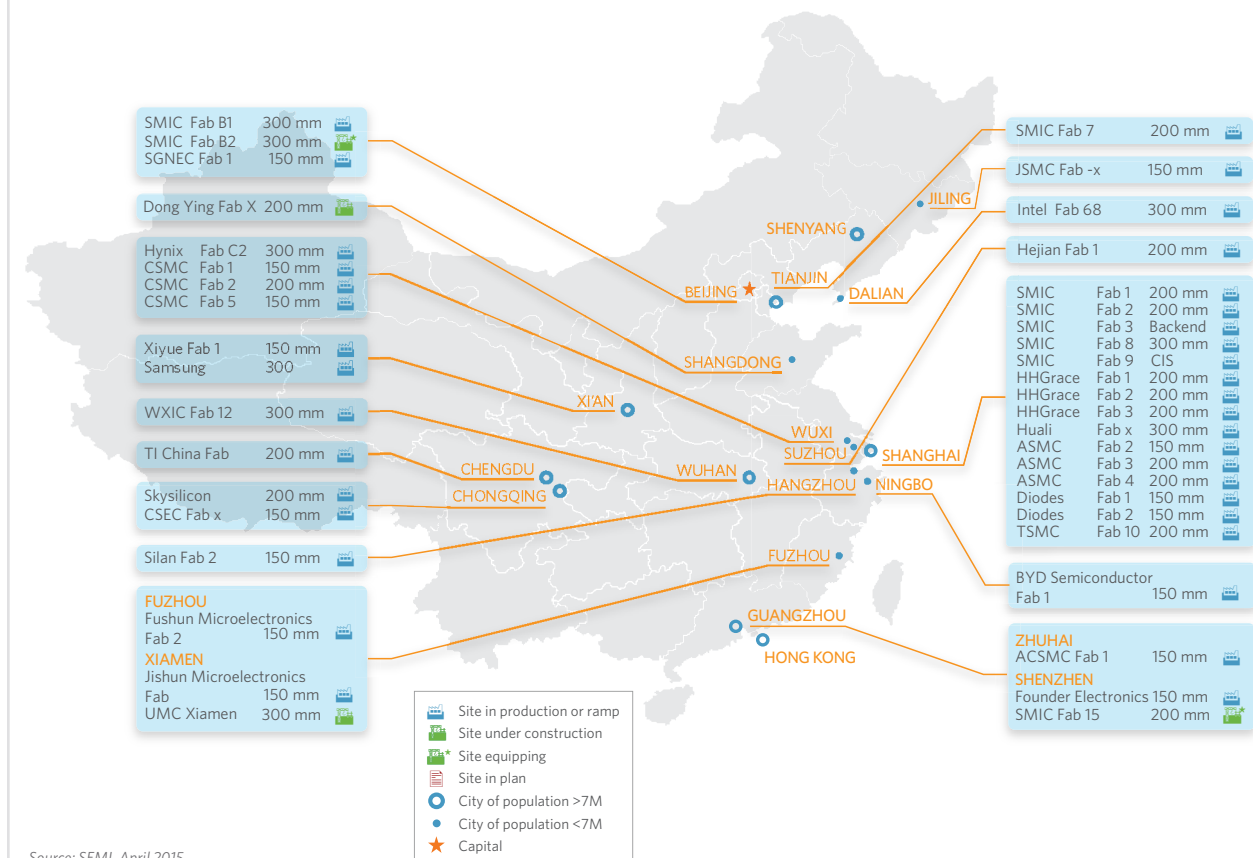 SMIC Fab B1 300 mm
SMIC Fab B2 300 mm
SGNEC Fab 1 150 mm
Dong Ying Fab X 200 mm
Hynix Fab C2 300 mm
CSMC Fab 1 150 mm
CSMC Fab 2 200 mm
CSMC Fab 5 150 mm
Xiyue Fab 1 150 mm
Samsung 300
WXIC Fab 12 300 mm
TI China Fab 200 mm
Skysilicon 200 mm
CSEC Fab x 150 mm
Silan Fab 2 150 mm
FUZHOU
Fushun Microelectronics
Fab 2 150 mm
XIAMEN
Jishun Microelectronics
Fab 150 mm
UMC Xiamen 300 mm
JILING
SHENYANG
TIANJIN
BEIJING
DALIAN
SHANGDONG
XI'AN
WUXI
SUZHOU
SHANGHAI
CHENGDU
WUHAN
HANGZHOU
NINGBO
CHONGQING
FUZHOU
GUANGZHOU
HONG KONG
SMIC Fab 7 200 mm
JSMC Fab -x 150 mm
Intel Fab 68 300 mm
Hejian Fab 1 200 mm
SMIC Fab 1 200 mm
SMIC Fab 2 200 mm
SMIC Fab 3 Backend
SMIC Fab 8 300 mm
SMIC Fab 9 CIS
HHGrace Fab 1 200 mm
HHGrace Fab 2 200 mm
HHGrace Fab 3 200 mm
Huali Fab x 300 mm
ASMC Fab 2 150 mm
ASMC Fab 3 200 mm
ASMC Fab 4 200 mm
Diodes Fab 1 150 mm
Diodes Fab 2 150 mm
TSMC Fab 10 200 mm
BYD Semiconductor
Fab 1 150 mm
ZHUHAI
ACSMC Fab 1 150 mm
SHENZHEN
Founder Electronics 150 mm
SMIC Fab 15 200 mm
Site in production or ramp
Site under construction
Site equipping
Site in plan
City of population >7M
City of population <7M
Capital
Source: SEMI, April 2015